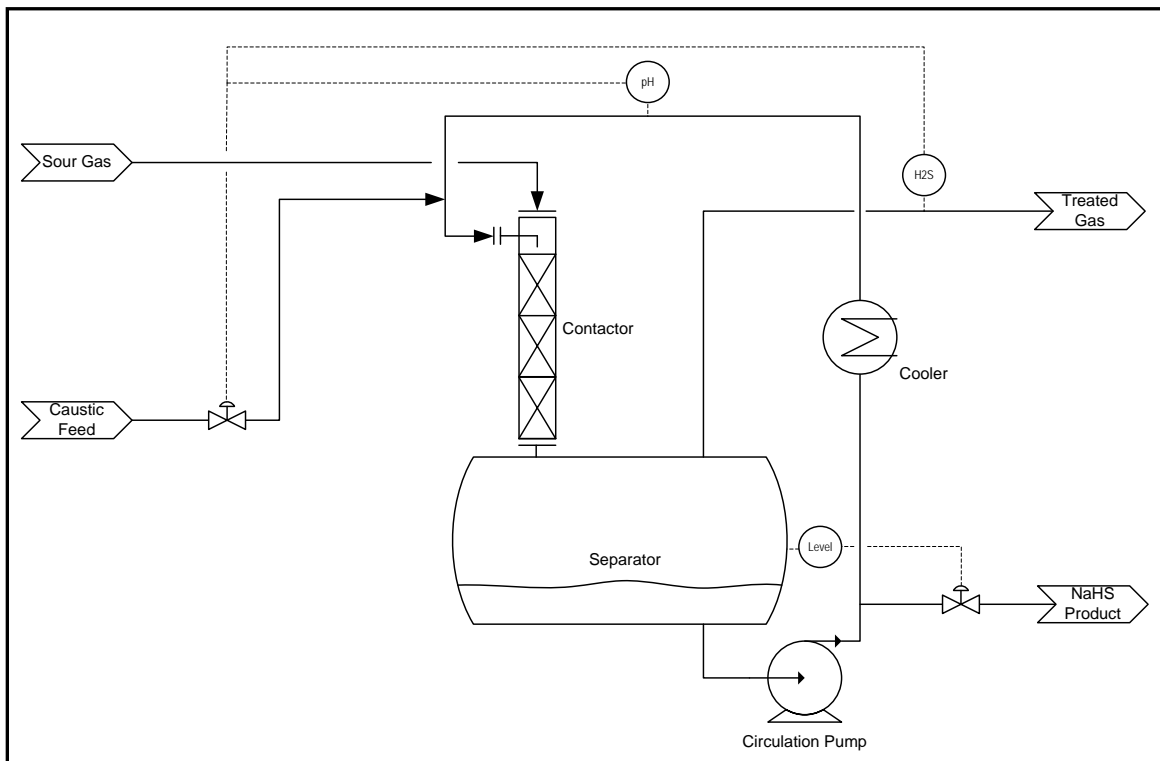 pH
Sour Gas
H2S
Treated
Gas
Contactor
Cooler
Caustic
Feed
Separator
Level
NaHS
Product
Circulation Pump